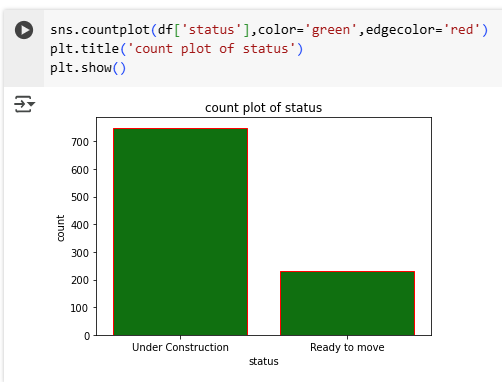 sns.countplot(df['status'],color='green',edgecolor='red')
plt.title('count plot of status')
plt.show()
count plot of status
700
600
500
400
300
200
100
0
count
Under Construction Ready to move
status